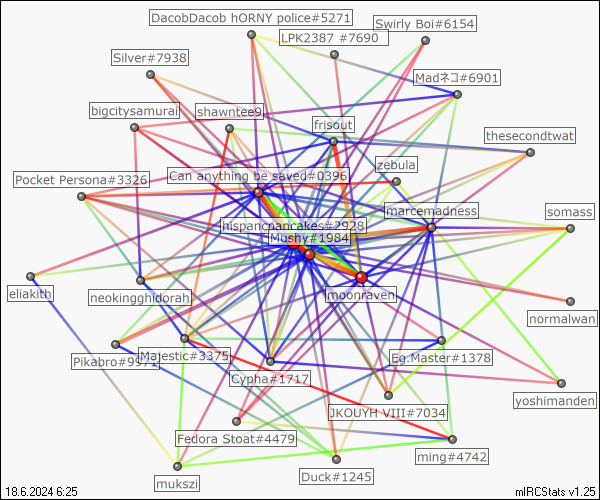 DacobDacob hORNY police#5271
Swirly Boi#6154
LPK2387 #7690
Silver#7938
Madネコ#6901
bigcitysamurai
shawntee9
frisout
thesecondtwat
zebula
Can anything be saved#0396
Pocket Persona#3326
marcemadness
somass
hispancpancakes#2928
Mushy#1984
eliakith
neokingghidorah
moonraven
normalwan
Pikabro#9971
Majestic#3375
Eg.Master#1378
Cypha#1717
yoshimanden
JKOUYH VIII#7034
Fedora Stoat#4479
ming#4742
mukszi
Duck#1245
18.6.2024 6:25
mIRCStats v1.25